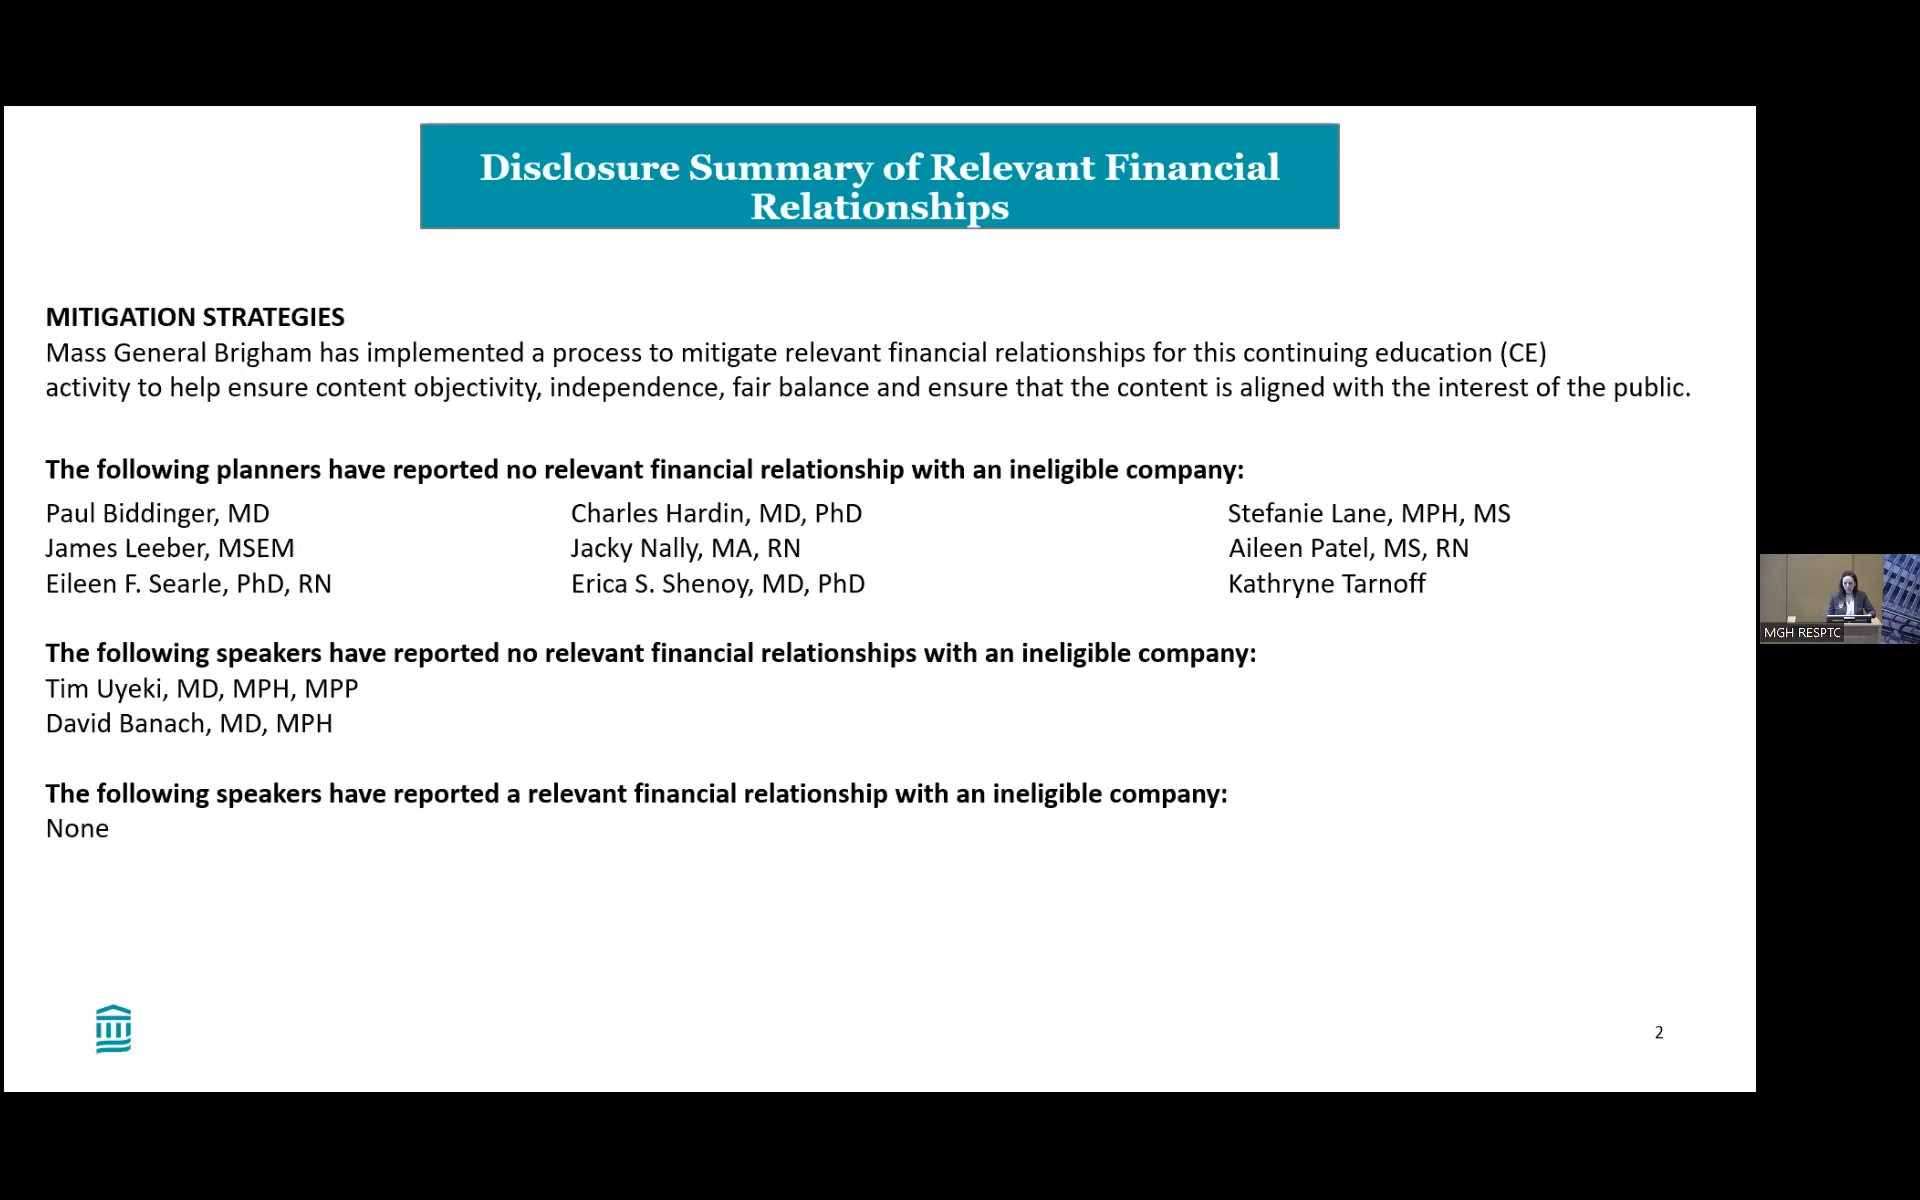 Disclosure Summary of Relevant Financial
Relationships
MITIGATION STRATEGIES
Mass General Brigham has implemented a process to mitigate relevant financial relationships for this continuing education (CE)
activity to help ensure content objectivity, independence, fair balance and ensure that the content is aligned with the interest of the public.
The following planners have reported no relevant financial relationship with an ineligible company:
Paul Biddinger, MD Charles Hardin, MD, PhD Stefanie Lane, MPH, MS
James Leeber, MSEM Jacky Nally, MA, RN Aileen Patel, MS, RN
Eileen F. Searle, PhD, RN Erica S. Shenoy, MD, PhD Kathryne Tarnoff
The following speakers have reported no relevant financial relationships with an ineligible company:
Tim Uyeki, MD, MPH, MPP
David Banach, MD, MPH
The following speakers have reported a relevant financial relationship with an ineligible company:
None
2
MGH RESPTC